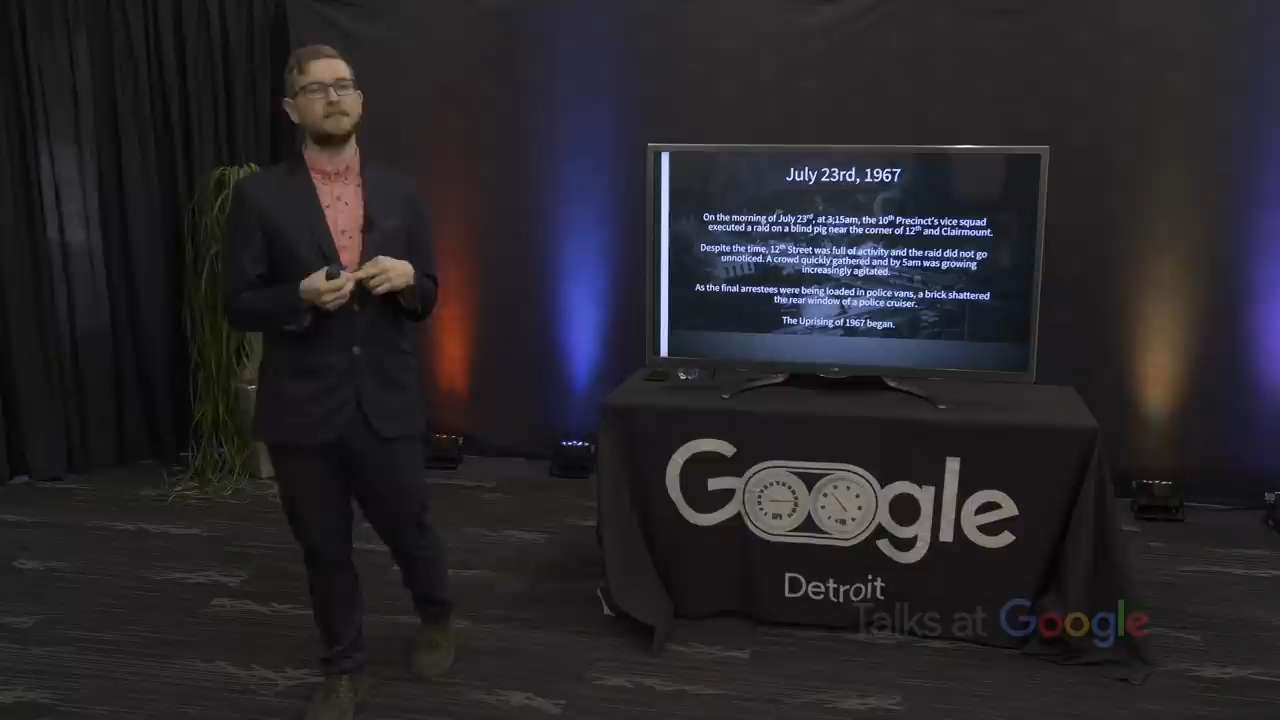 July 23rd, 1967
On the morning of July 23rd, at 3;15am, the 10th Precinct's vice squad
executed a raid on a blind pig near the corner of 12th and Clairmount.
Despite the time, 12th Street was full of activity and the raid did not go
unnoticed. A crowd quickly gathered and by 5am was growing
increasingly agitated.
As the final arrestees were being loaded in police vans, a brick shattered
the rear window of a police cruiser.
The Uprising of 1967 began.
Google
Detroit
Talks at Google